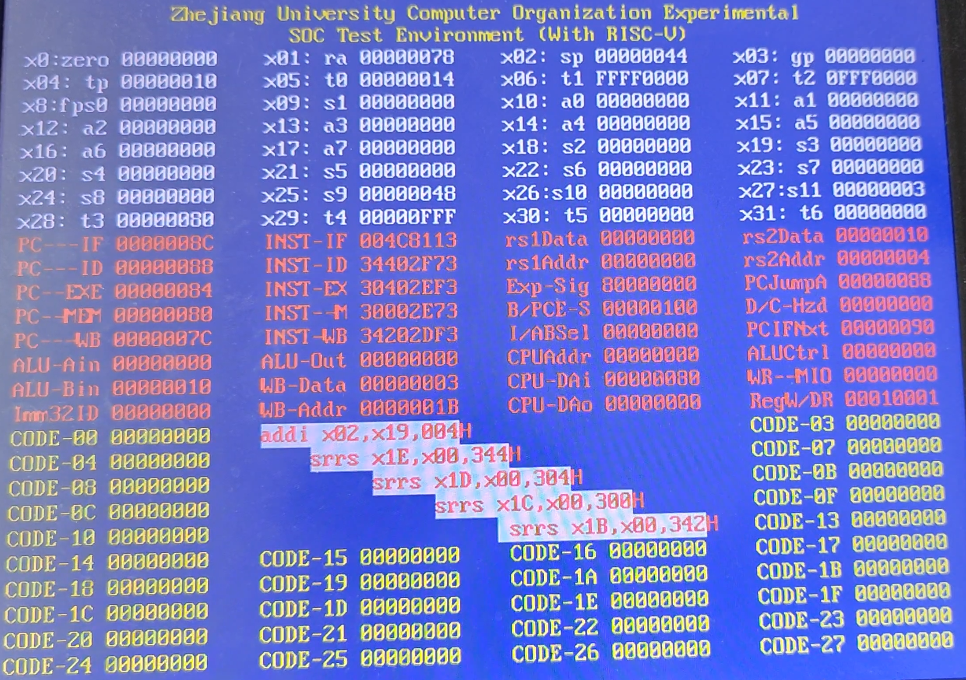 Zhejiang University Computer Organization Experimental
SOC Test Environment (With RISC-V)
x0:zero 00000000 x01: ra 00000078 x02: sp 00000044 x03: gp 00000000
x04: tp 00000010 x05: t0 00000014 x06: t1 FFFF0000 x07: t2 0FFF0000
x8:fps0 00000000 x09: s1 00000000 x10: a0 00000000 x11: a1 00000000
x12: a2 00000000 x13: a3 00000000 x14: a4 00000000 x15: a5 00000000
x16: a6 00000000 x17: a7 00000000 x18: s2 00000000 x19: s3 00000000
x20: s4 00000000 x21: s5 00000000 x22: s6 00000000 x23: s7 00000000
x24: s8 00000000 x25: s9 00000048 x26:s10 00000000 x27:s11 00000003
x28: t3 00000080 x29: t4 00000FFF x30: t5 00000000 x31: t6 00000000
PC---IF 0000008C INST-IF 004C8113 rs1Data 00000000 rs2Data 00000010
PC---ID 00000088 INST-ID 34402F73 rs1Addr 00000000 rs2Addr 00000004
PC--EXE 00000084 INST-EX 30402EF3 Exp-Sig 80000000 PCJumpA 00000088
PC--MEM 00000080 INST--M 30002E73 B/PCE-S 00000100 D/C-Hzd 00000000
PC---WB 0000007C INST-WB 34202DF3 I/ABSel 00000000 PCIFNxt 00000090
ALU-Ain 00000000 ALU-Out 00000000 CPUAddr 00000000 ALUCtrl 00000000
ALU-Bin 00000010 WB-Data 00000003 CPU-DAi 00000080 WR--MIO 00000000
Imm32ID 00000000 WB-Addr 0000001B CPU-DAo 00000000 RegW/DR 00010001
CODE-00 00000000 addi x02,x19,004H CODE-03 00000000
CODE-04 00000000 srrs x1E,x00,344H CODE-07 00000000
CODE-08 00000000 srrs x1D,x00,304H CODE-0B 00000000
CODE-0C 00000000 srrs x1C,x00,300H CODE-0F 00000000
CODE-10 00000000 srrs x1B,x00,342H CODE-13 00000000
CODE-14 00000000 CODE-15 00000000 CODE-16 00000000 CODE-17 00000000
CODE-18 00000000 CODE-19 00000000 CODE-1A 00000000 CODE-1B 00000000
CODE-1C 00000000 CODE-1D 00000000 CODE-1E 00000000 CODE-1F 00000000
CODE-20 00000000 CODE-21 00000000 CODE-22 00000000 CODE-23 00000000
CODE-24 00000000 CODE-25 00000000 CODE-26 00000000 CODE-27 00000000